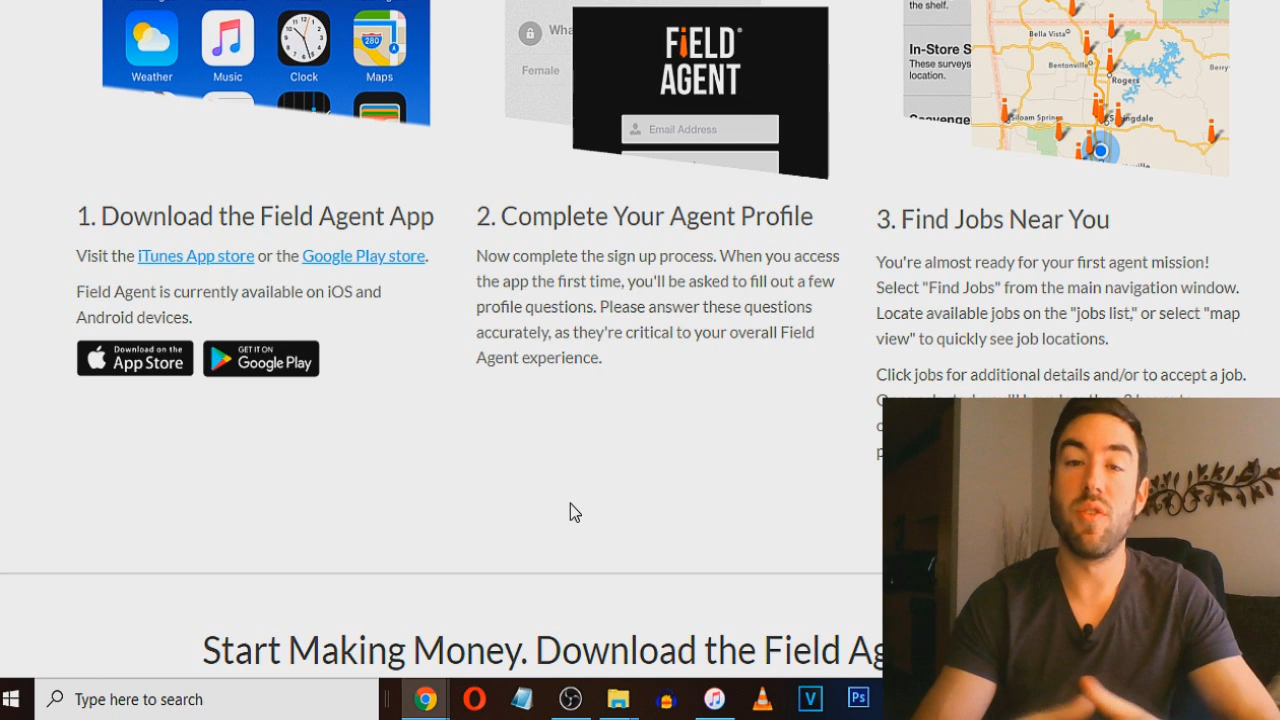 Weather
Music
Clock
Maps
280
Female
FiELD®
AGENT
Email Address
the shelf.
In-Store S
These surveys
location.
Bella Vista
Bentonville
Rogers
Berry
Siloam Springs
1. Download the Field Agent App
Visit the iTunes App store or the Google Play store.
Field Agent is currently available on iOS and
Android devices.
Download on the
App Store
GET IT ON
Google Play
2. Complete Your Agent Profile
Now complete the sign up process. When you access
the app the first time, you'll be asked to fill out a few
profile questions. Please answer these questions
accurately, as they're critical to your overall Field
Agent experience.
3. Find Jobs Near You
You're almost ready for your first agent mission!
Select "Find Jobs" from the main navigation window.
Locate available jobs on the "jobs list," or select "map
view" to quickly see job locations.
Click jobs for additional details and/or to accept a job.
Start Making Money. Download the Field Ag
Type here to search
V
Ps